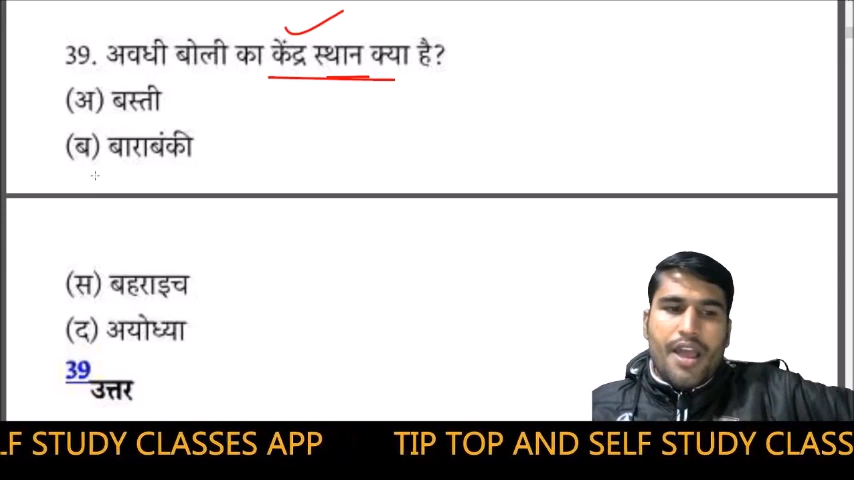 39. अवधी बोली का केंद्र स्थान क्या है?
(अ) बस्ती
(ब) बाराबंकी
(स) बहराइच
(द) अयोध्या
39
उत्तर
LF STUDY CLASSES APP TIP TOP AND SELF STUDY CLASS